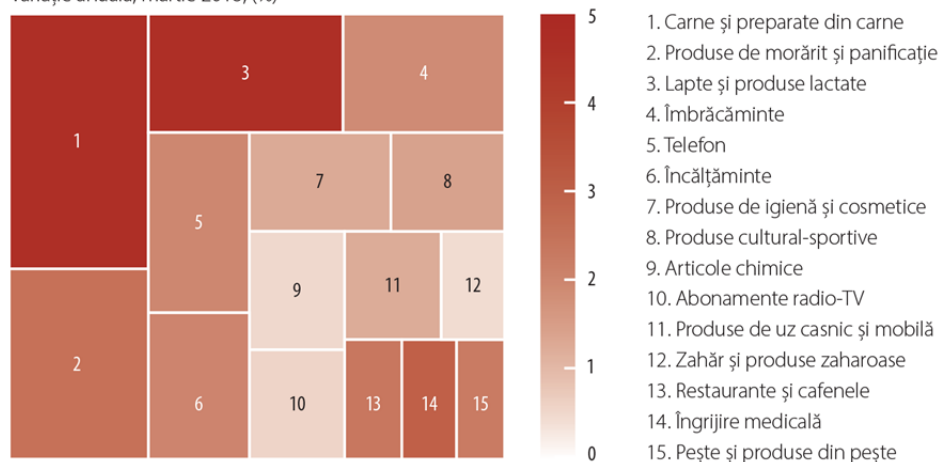 1
2
3
4
5
6
7
8
9
10
11
12
13
14
15
5
4
3
2
1
0
1. Carne și preparate din carne
2. Produse de morărit și panificație
3. Lapte și produse lactate
4. Îmbrăcăminte
5. Telefon
6. Încălțăminte
7. Produse de igienă și cosmetice
8. Produse cultural-sportive
9. Articole chimice
10. Abonamente radio-TV
11. Produse de uz casnic și mobilă
12. Zahăr și produse zaharoase
13. Restaurante și cafenele
14. Îngrijire medicală
15. Pește și produse din pește